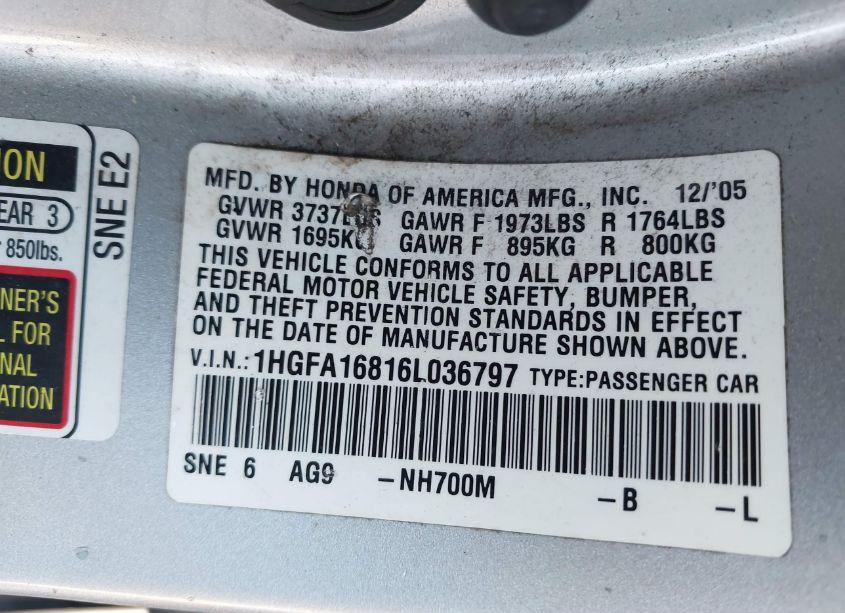 ION
EAR 3
850lbs.
NER'S
L FOR
ONAL
ATION
SNE E2
MFD. BY HONDA OF AMERICA MFG., INC. 12/'05
GVWR 3737LBS GAWR F 1973LBS R 1764LBS
GVWR 1695KG GAWR F 895KG R 800KG
THIS VEHICLE CONFORMS TO ALL APPLICABLE
FEDERAL MOTOR VEHICLE SAFETY, BUMPER,
AND THEFT PREVENTION STANDARDS IN EFFECT
ON THE DATE OF MANUFACTURE SHOWN ABOVE.
V.I.N.: 1HGFA16816L036797 TYPE:PASSENGER CAR
SNE 6 AG9 -NH700M -B -L